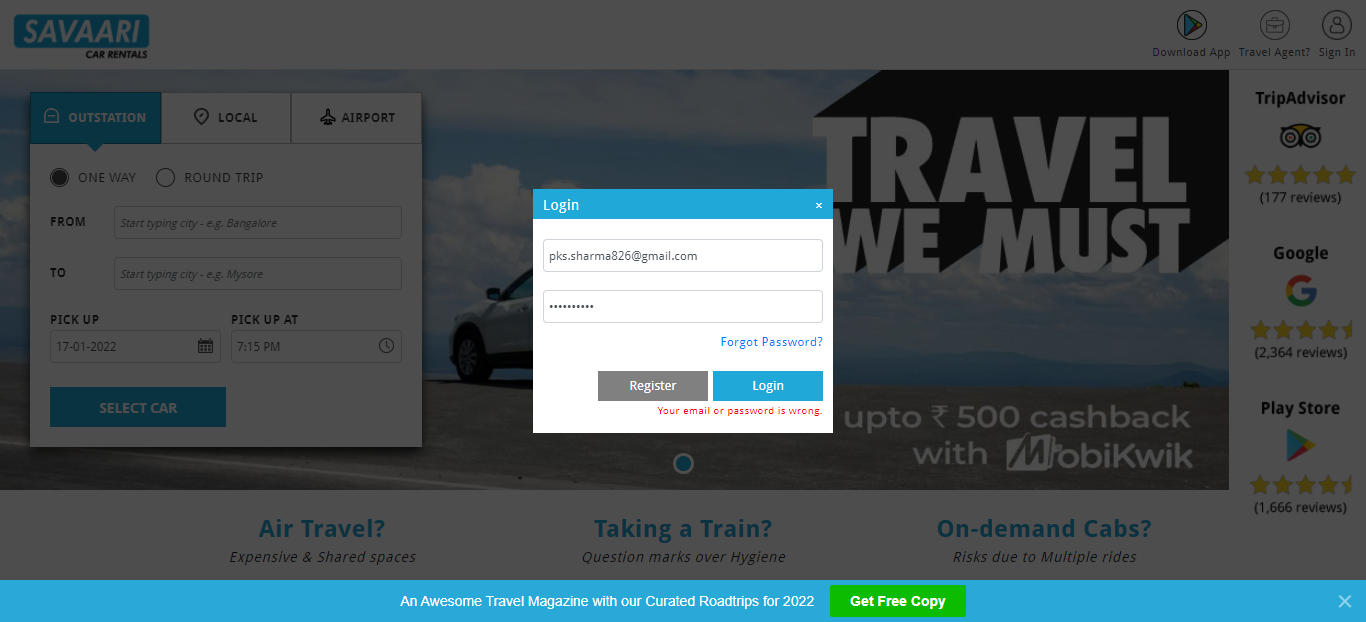 SAVAARI
CAR RENTALS
Download App
Travel Agent?
Sign In
OUTSTATION
LOCAL
AIRPORT
ONE WAY
ROUND TRIP
FROM
Start typing city - e.g. Bangalore
TO
Start typing city - e.g. Mysore
PICK UP
PICK UP AT
17-01-2022
7:15 PM
SELECT CAR
Login
×
pks.sharma826@gmail.com
••••••••••
Forgot Password?
Register
Login
Your email or password is wrong.
TRAVEL
WE MUST
upto ₹ 500 cashback
with MobiKwik
TripAdvisor
(177 reviews)
Google
(2,364 reviews)
Play Store
(1,666 reviews)
Air Travel?
Expensive & Shared spaces
Taking a Train?
Question marks over Hygiene
On-demand Cabs?
Risks due to Multiple rides
An Awesome Travel Magazine with our Curated Roadtrips for 2022
Get Free Copy